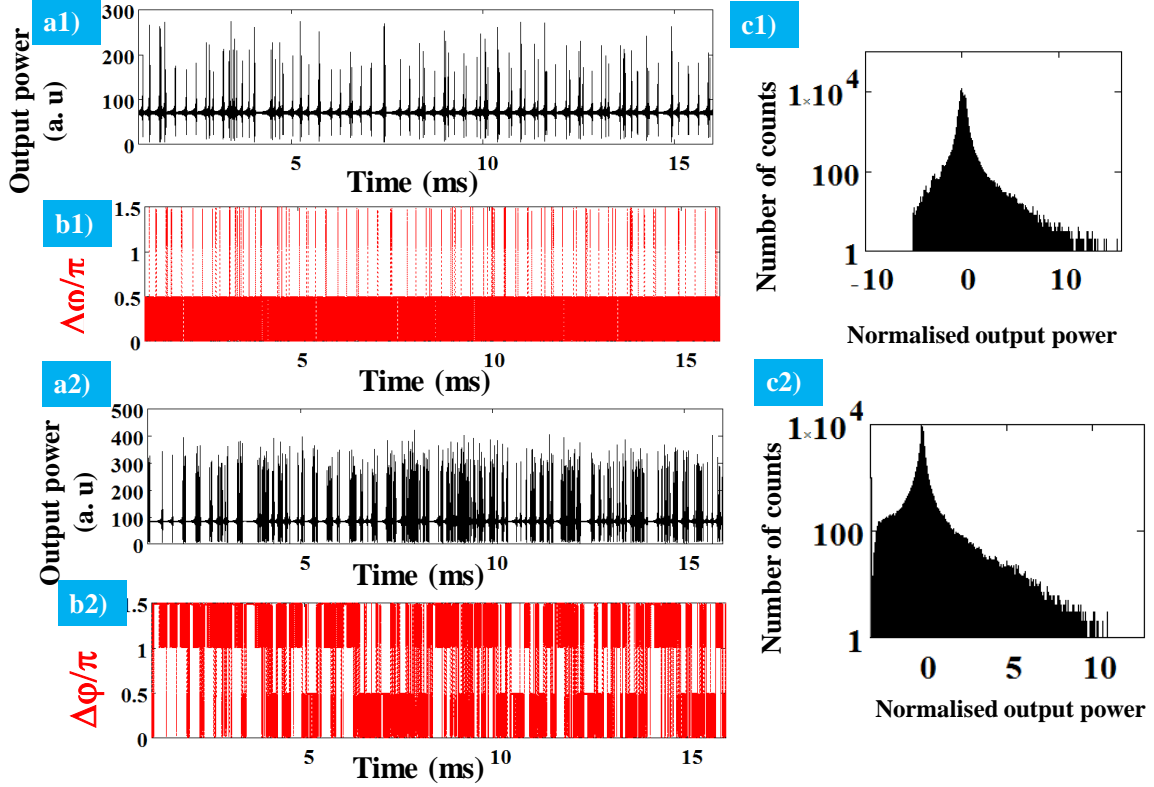 a1)
300
200
100
0
Output power
(a. u)
5
10
15
Time (ms)
b1)
1.5
1
0.5
0
Δφ/π
5
10
15
Time (ms)
a2)
500
400
300
200
100
0
Output power
(a. u)
5
10
15
Time (ms)
b2)
1.5
1
0.5
0
Δφ/π
5
10
15
Time (ms)
c1)
1×10⁴
100
1
Number of counts
-10
0
10
Normalised output power
c2)
1×10⁴
100
1
Number of counts
0
5
10
Normalised output power